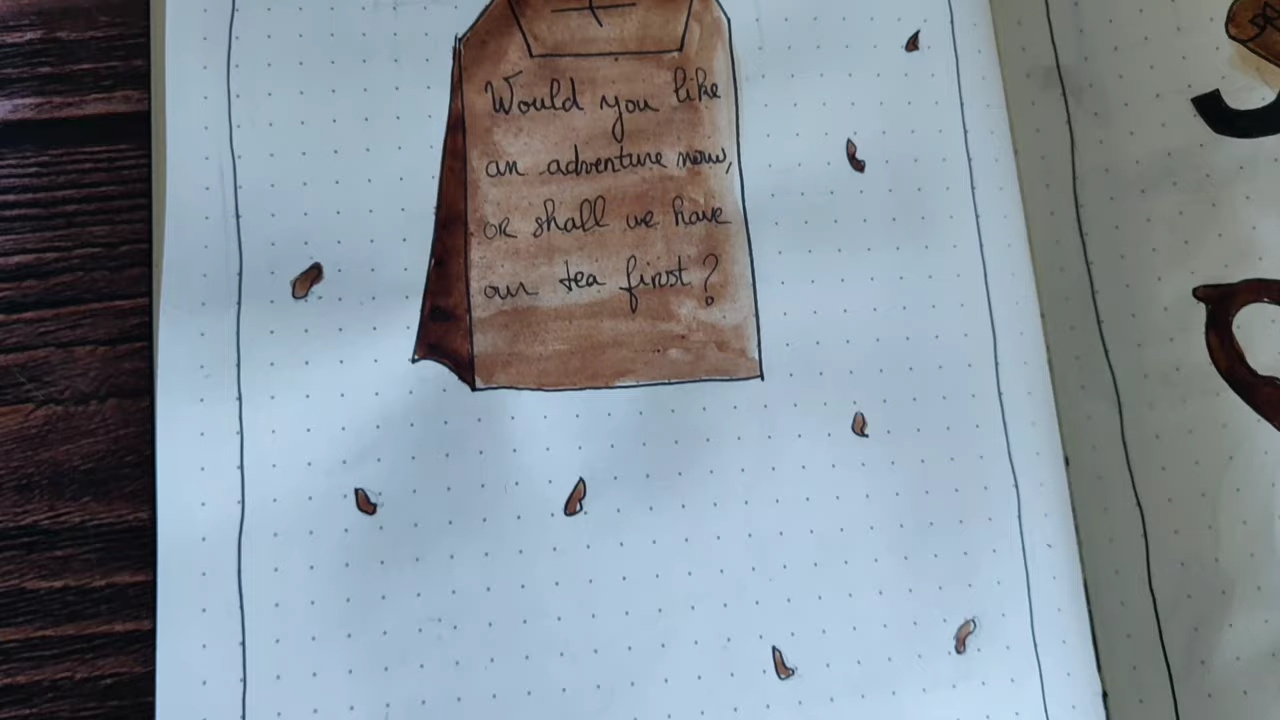 Would you like
an adventure now,
or shall we have
our tea first?